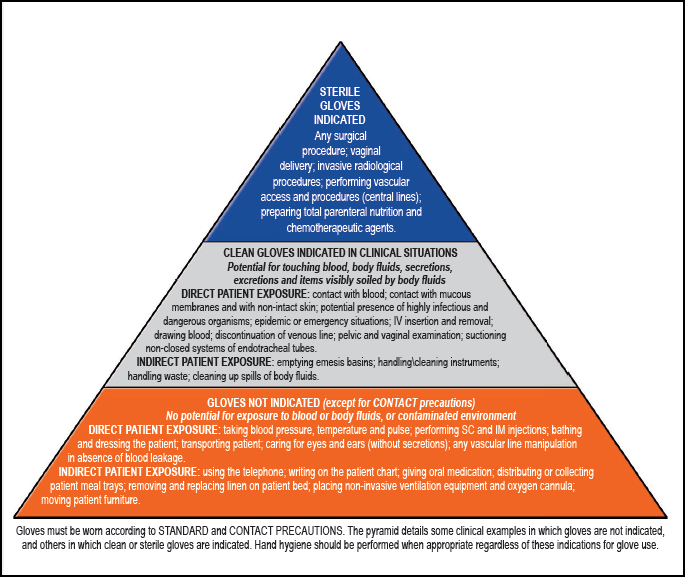 STERILE
GLOVES
INDICATED
Any surgical
procedure; vaginal
delivery; invasive radiological
procedures; performing vascular
access and procedures (central lines);
preparing total parenteral nutrition and
chemotherapeutic agents.
CLEAN GLOVES INDICATED IN CLINICAL SITUATIONS
Potential for touching blood, body fluids, secretions,
excretions and items visibly soiled by body fluids
DIRECT PATIENT EXPOSURE: contact with blood; contact with mucous
membranes and with non-intact skin; potential presence of highly infectious and
dangerous organisms; epidemic or emergency situations; IV insertion and removal;
drawing blood; discontinuation of venous line; pelvic and vaginal examination; suctioning
non-closed systems of endotracheal tubes.
INDIRECT PATIENT EXPOSURE: emptying emesis basins; handling\cleaning instruments;
handling waste; cleaning up spills of body fluids.
GLOVES NOT INDICATED (except for CONTACT precautions)
No potential for exposure to blood or body fluids, or contaminated environment
DIRECT PATIENT EXPOSURE: taking blood pressure, temperature and pulse; performing SC and IM injections; bathing
and dressing the patient; transporting patient; caring for eyes and ears (without secretions); any vascular line manipulation
in absence of blood leakage.
INDIRECT PATIENT EXPOSURE: using the telephone; writing on the patient chart; giving oral medication; distributing or collecting
patient meal trays; removing and replacing linen on patient bed; placing non-invasive ventilation equipment and oxygen cannula;
moving patient furniture.
Gloves must be worn according to STANDARD and CONTACT PRECAUTIONS. The pyramid details some clinical examples in which gloves are not indicated,
and others in which clean or sterile gloves are indicated. Hand hygiene should be performed when appropriate regardless of these indications for glove use.